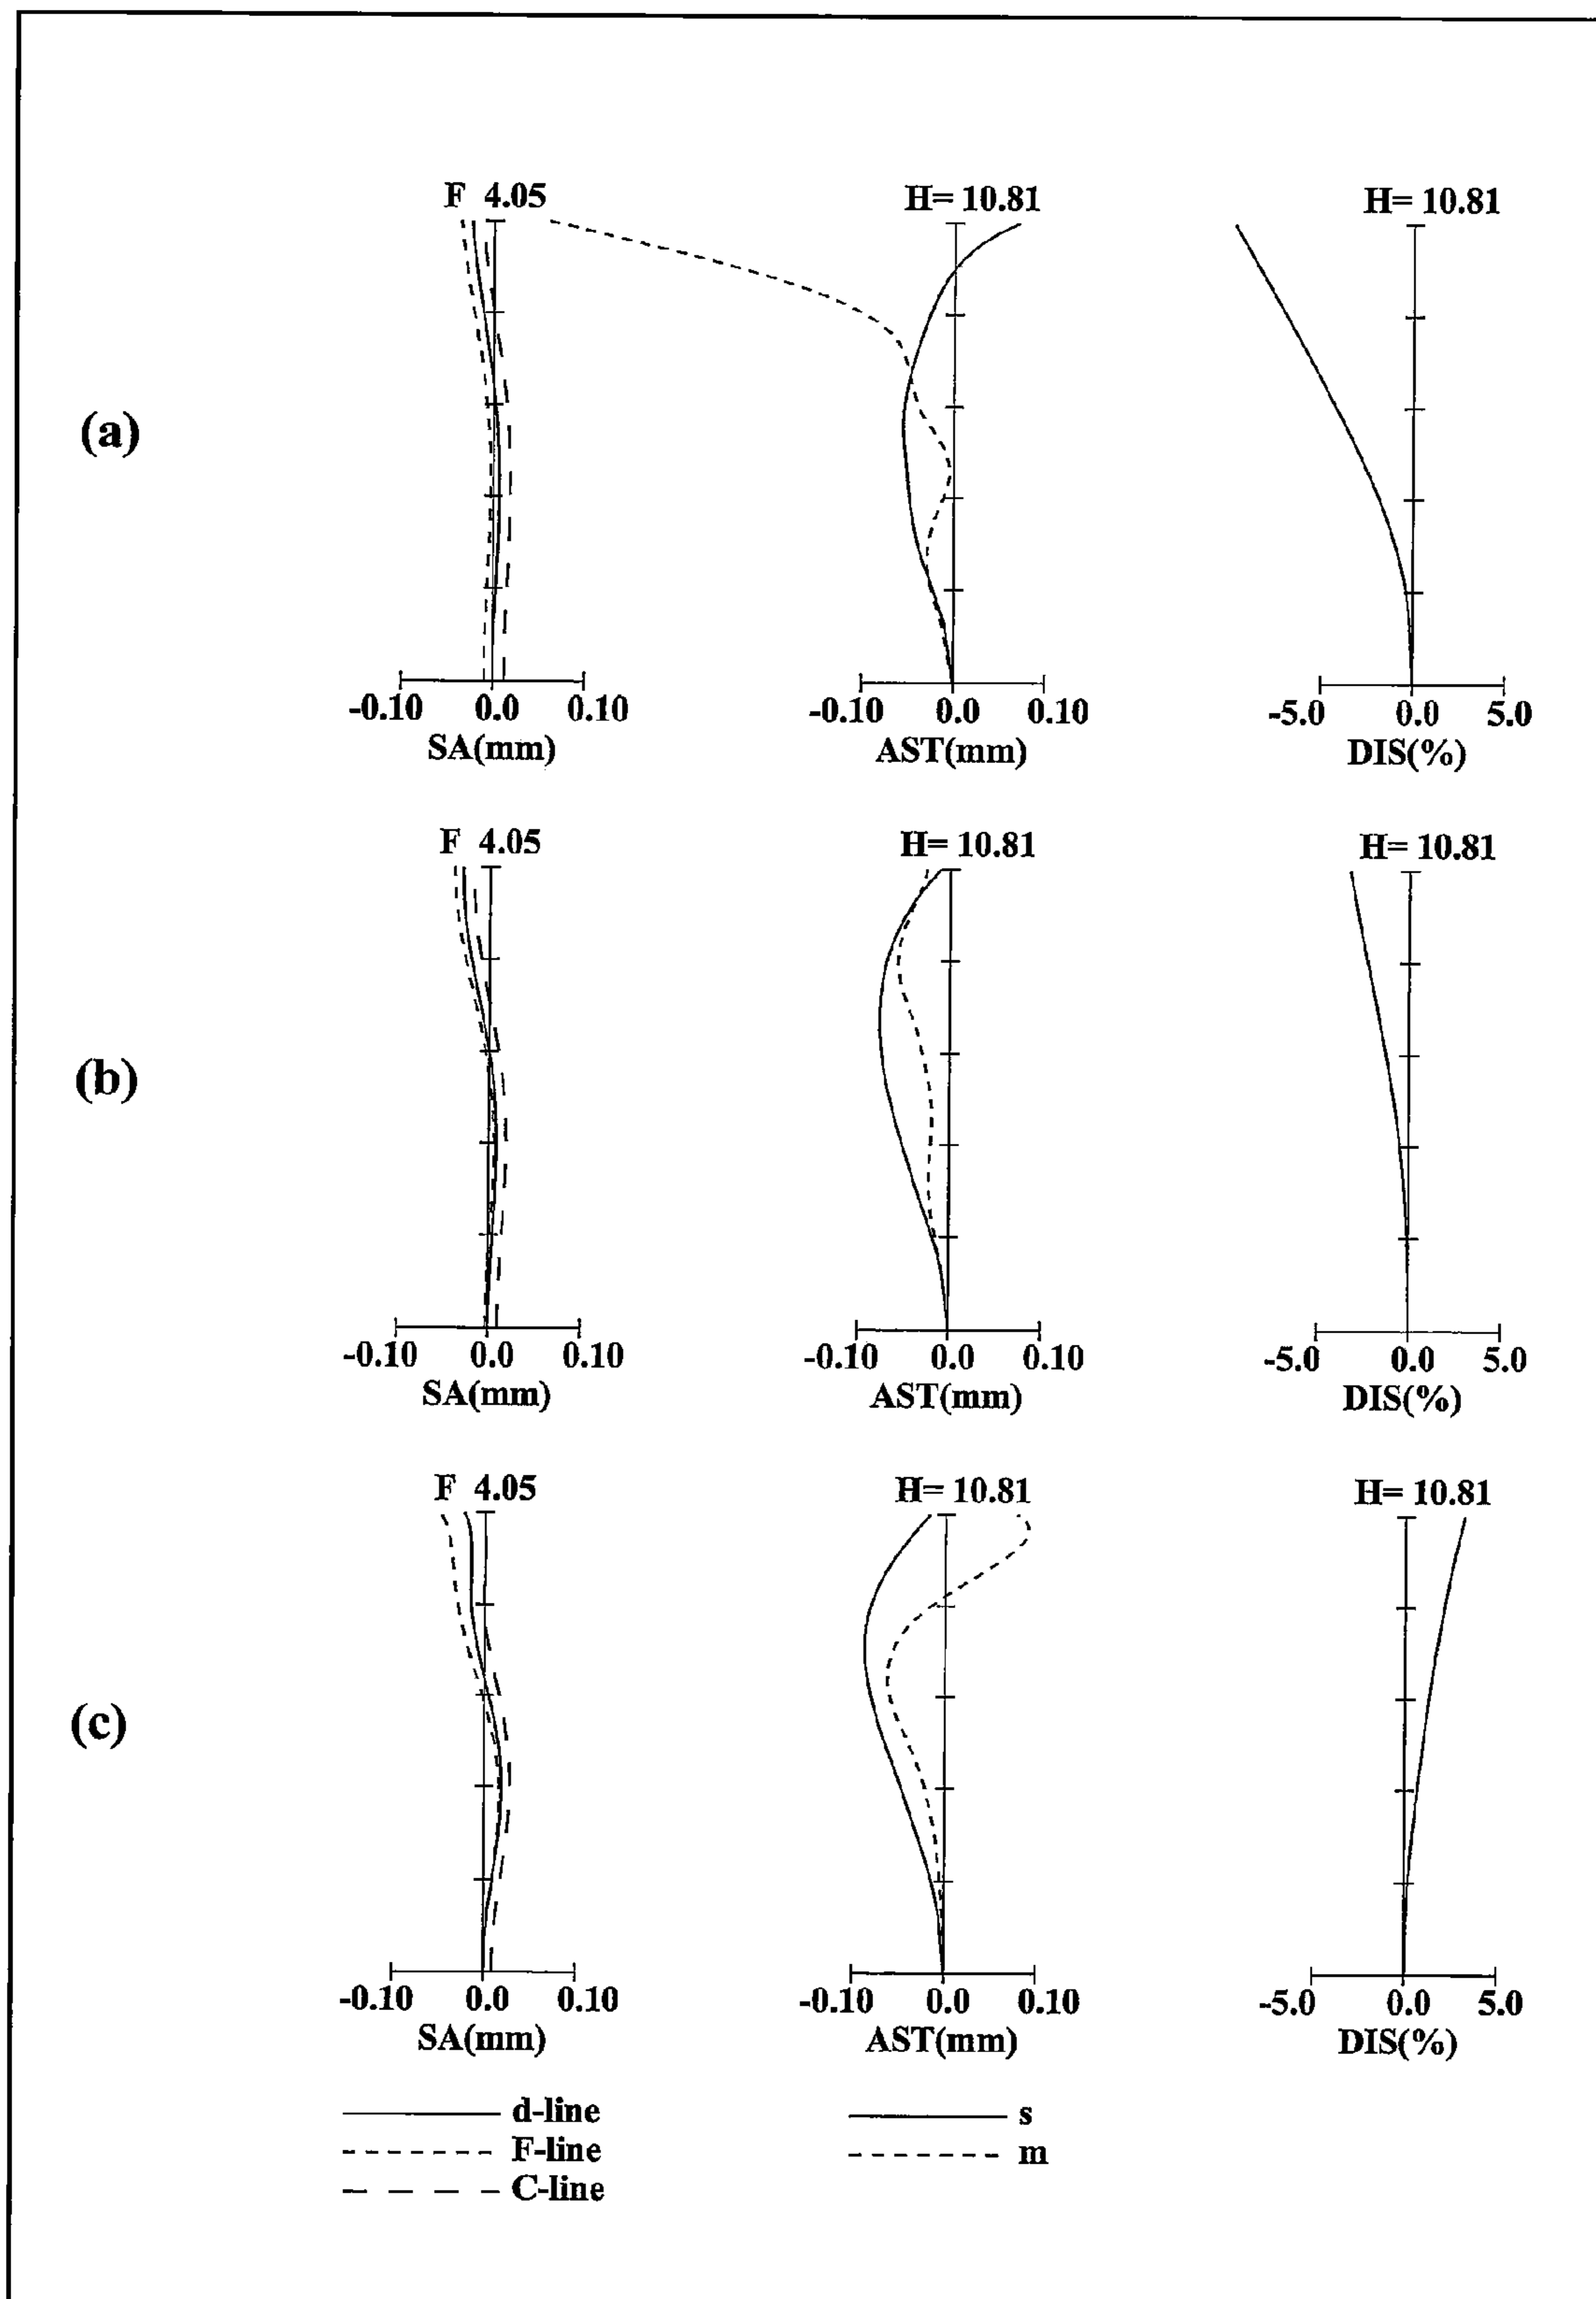 F 4.05 H= 10.81 H= 10.81
(a)
-0.10 0.0 0.10 -0.10 0.0 0.10 -5.0 0.0 5.0
SA(mm) AST(mm) DIS(%)
F 4.05 H= 10.81 H= 10.81
(b)
-0.10 0.0 0.10 -0.10 0.0 0.10 -5.0 0.0 5.0
SA(mm) AST(mm) DIS(%)
F 4.05 H= 10.81 H= 10.81
(c)
-0.10 0.0 0.10 -0.10 0.0 0.10 -5.0 0.0 5.0
SA(mm) AST(mm) DIS(%)
d-line s
F-line m
C-line